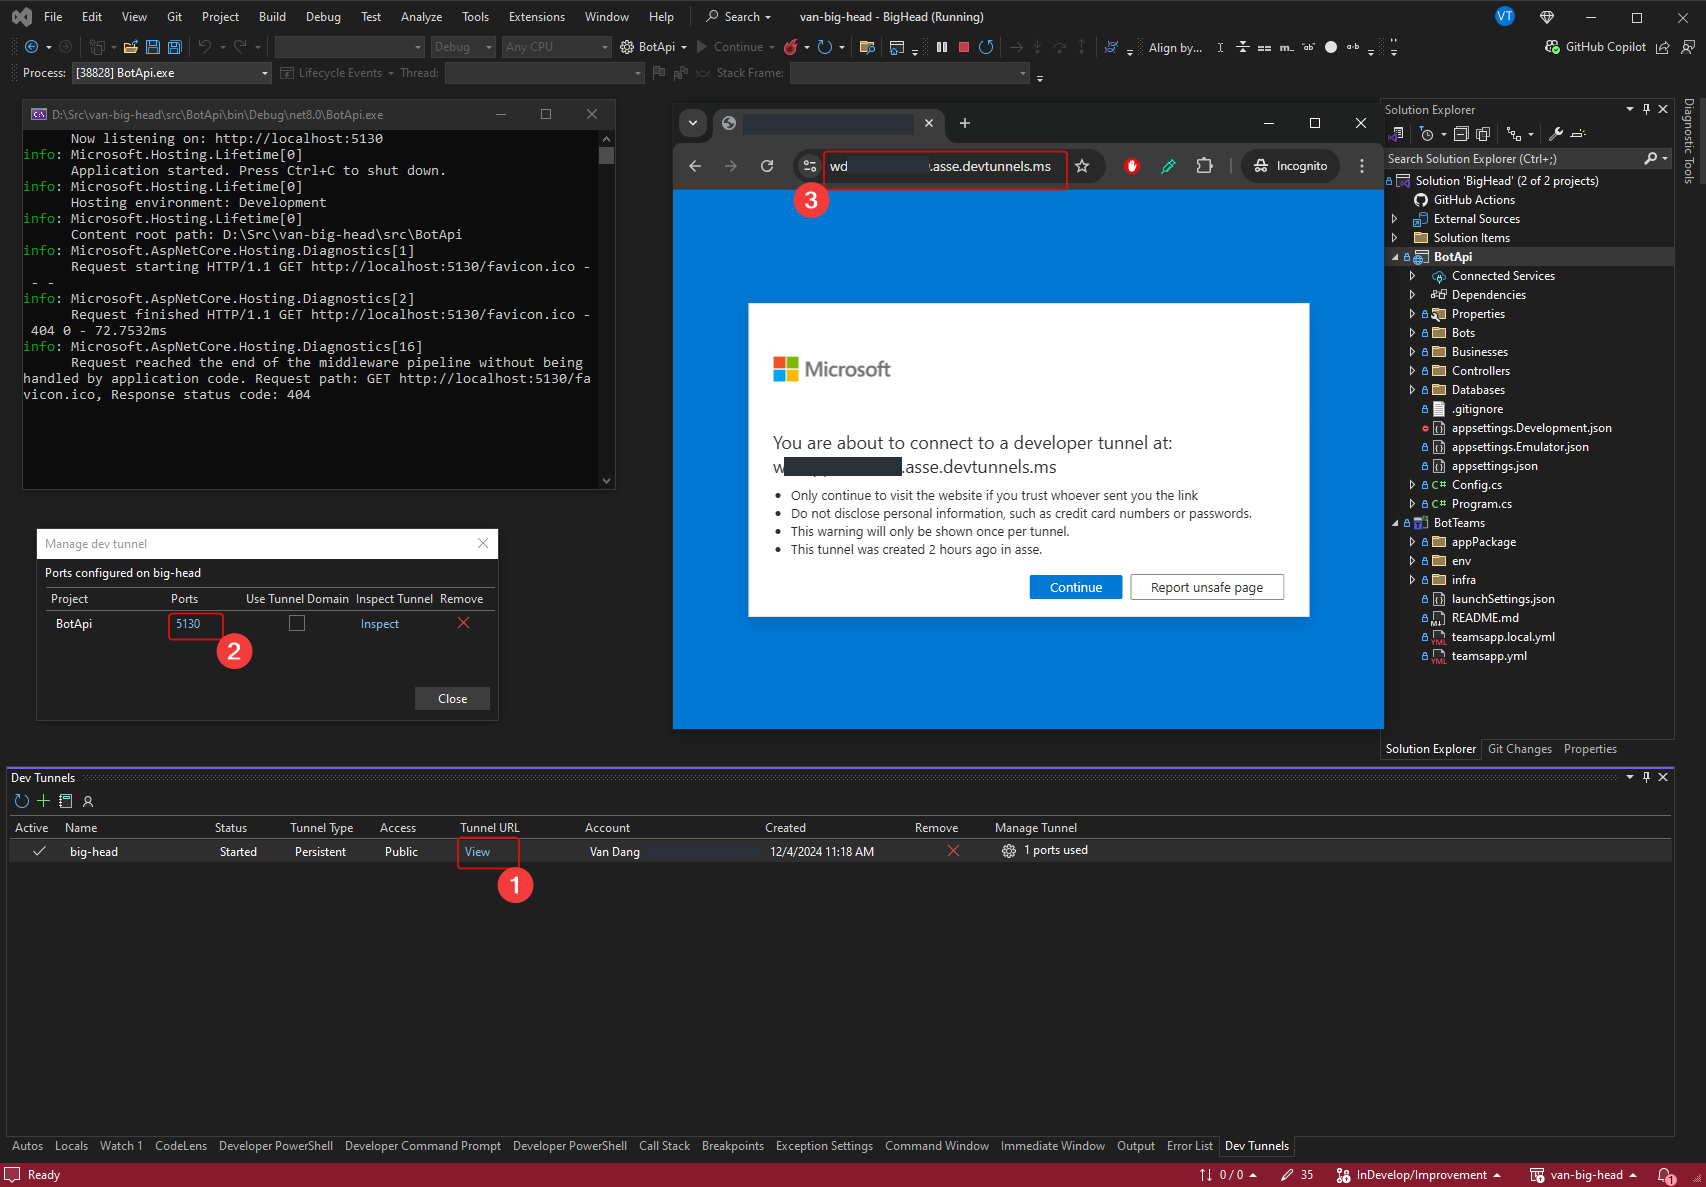 File Edit View Git Project Build Debug Test Analyze Tools Extensions Window Help Search van-big-head - BigHead (Running) VT
Debug Any CPU BotApi Continue Align by... GitHub Copilot
Process: [38828] BotApi.exe Lifecycle Events Thread: Stack Frame:
D:\Src\van-big-head\src\BotApi\bin\Debug\net8.0\BotApi.exe
Now listening on: http://localhost:5130
info: Microsoft.Hosting.Lifetime[0]
Application started. Press Ctrl+C to shut down.
info: Microsoft.Hosting.Lifetime[0]
Hosting environment: Development
info: Microsoft.Hosting.Lifetime[0]
Content root path: D:\Src\van-big-head\src\BotApi
info: Microsoft.AspNetCore.Hosting.Diagnostics[1]
Request starting HTTP/1.1 GET http://localhost:5130/favicon.ico -
- -
info: Microsoft.AspNetCore.Hosting.Diagnostics[2]
Request finished HTTP/1.1 GET http://localhost:5130/favicon.ico -
404 0 - 72.7532ms
info: Microsoft.AspNetCore.Hosting.Diagnostics[16]
Request reached the end of the middleware pipeline without being
handled by application code. Request path: GET http://localhost:5130/fa
vicon.ico, Response status code: 404
Manage dev tunnel
Ports configured on big-head
Project Ports Use Tunnel Domain Inspect Tunnel Remove
BotApi 5130 Inspect
2
Close
wd .asse.devtunnels.ms Incognito
3
Microsoft
You are about to connect to a developer tunnel at:
w .asse.devtunnels.ms
• Only continue to visit the website if you trust whoever sent you the link
• Do not disclose personal information, such as credit card numbers or passwords.
• This warning will only be shown once per tunnel.
• This tunnel was created 2 hours ago in asse.
Continue Report unsafe page
Solution Explorer
Search Solution Explorer (Ctrl+;)
Solution 'BigHead' (2 of 2 projects)
GitHub Actions
External Sources
Solution Items
BotApi
Connected Services
Dependencies
Properties
Bots
Businesses
Controllers
Databases
.gitignore
appsettings.Development.json
appsettings.Emulator.json
appsettings.json
C# Config.cs
C# Program.cs
BotTeams
appPackage
env
infra
launchSettings.json
README.md
YML teamsapp.local.yml
YML teamsapp.yml
Solution Explorer Git Changes Properties
Diagnostic Tools
Dev Tunnels
Active Name Status Tunnel Type Access Tunnel URL Account Created Remove Manage Tunnel
big-head Started Persistent Public View Van Dang 12/4/2024 11:18 AM 1 ports used
1
Autos Locals Watch 1 CodeLens Developer PowerShell Developer Command Prompt Developer PowerShell Call Stack Breakpoints Exception Settings Command Window Immediate Window Output Error List Dev Tunnels
Ready 0 / 0 35 InDevelop/Improvement van-big-head 1